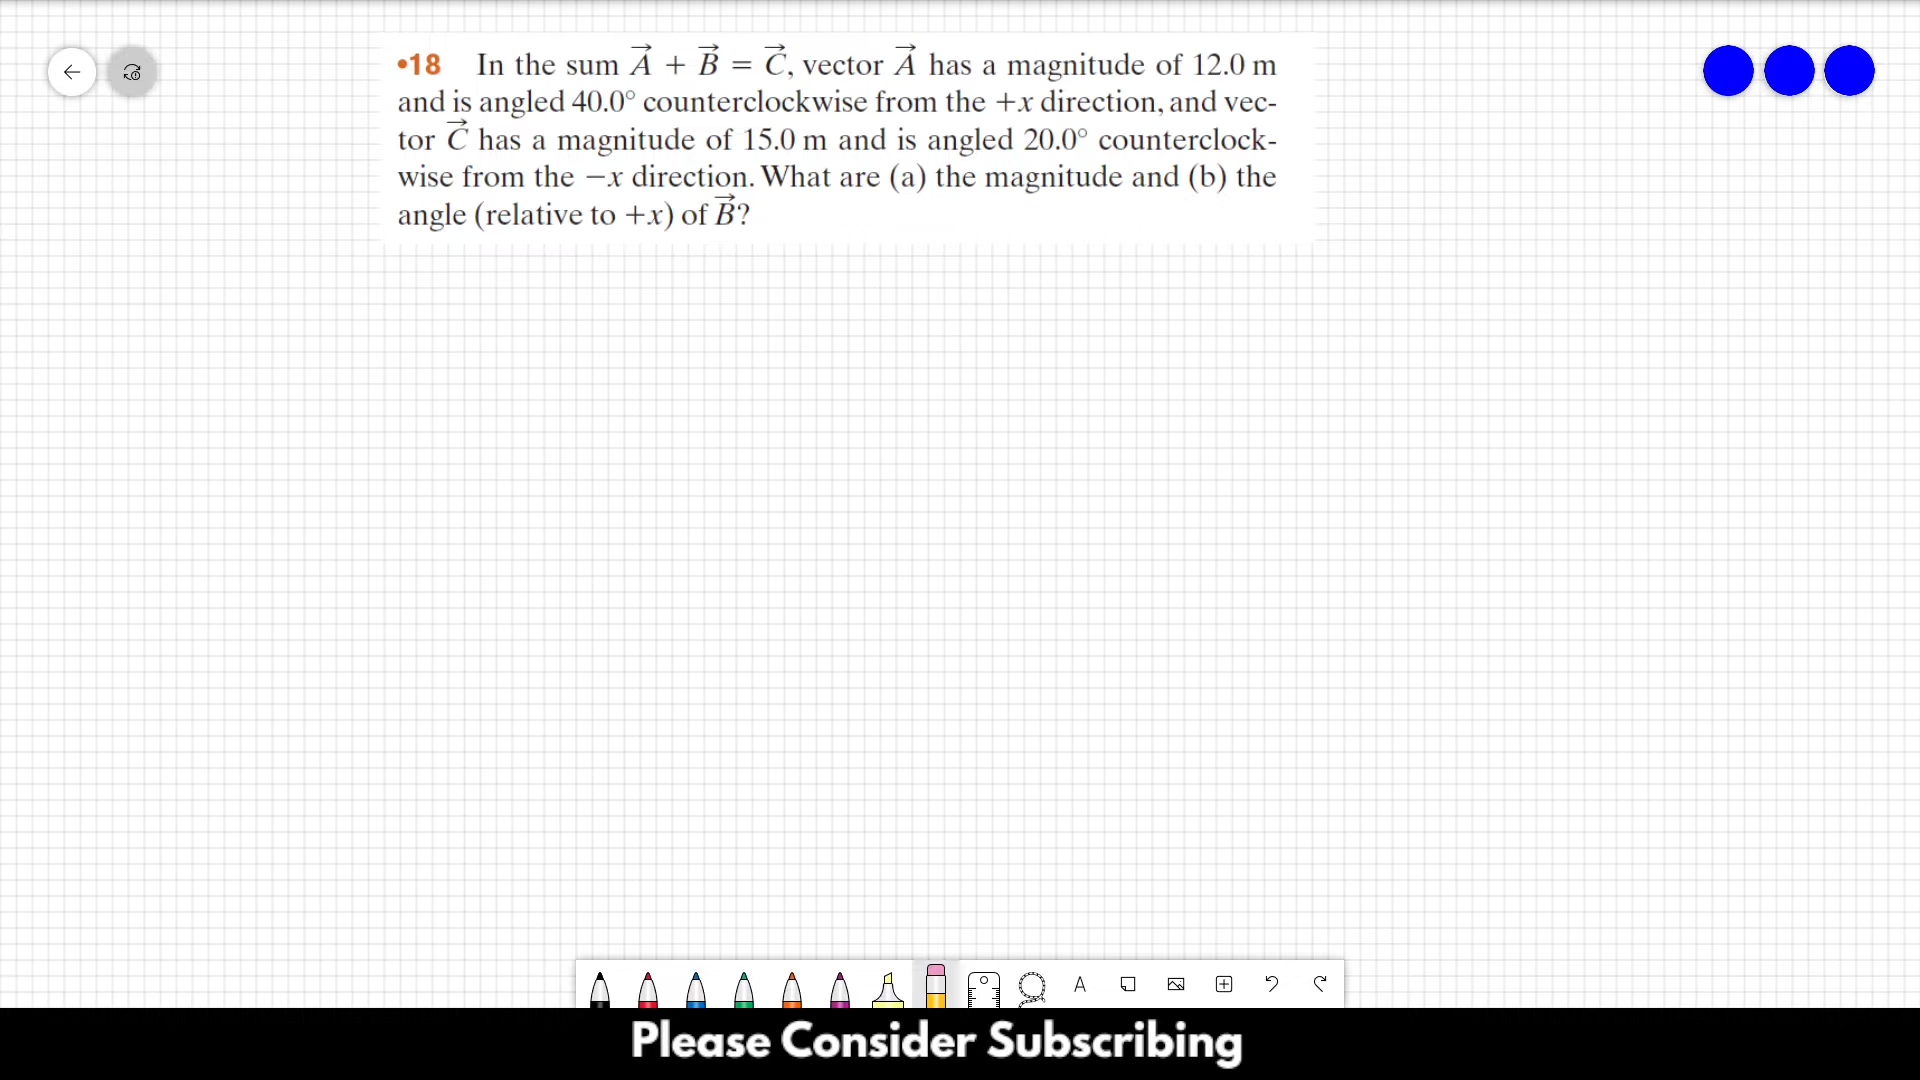 •18 In the sum A⃗ + B⃗ = C⃗, vector A⃗ has a magnitude of 12.0 m
and is angled 40.0° counterclockwise from the +x direction, and vec-
tor C⃗ has a magnitude of 15.0 m and is angled 20.0° counterclock-
wise from the −x direction. What are (a) the magnitude and (b) the
angle (relative to +x) of B⃗?
A
Please Consider Subscribing